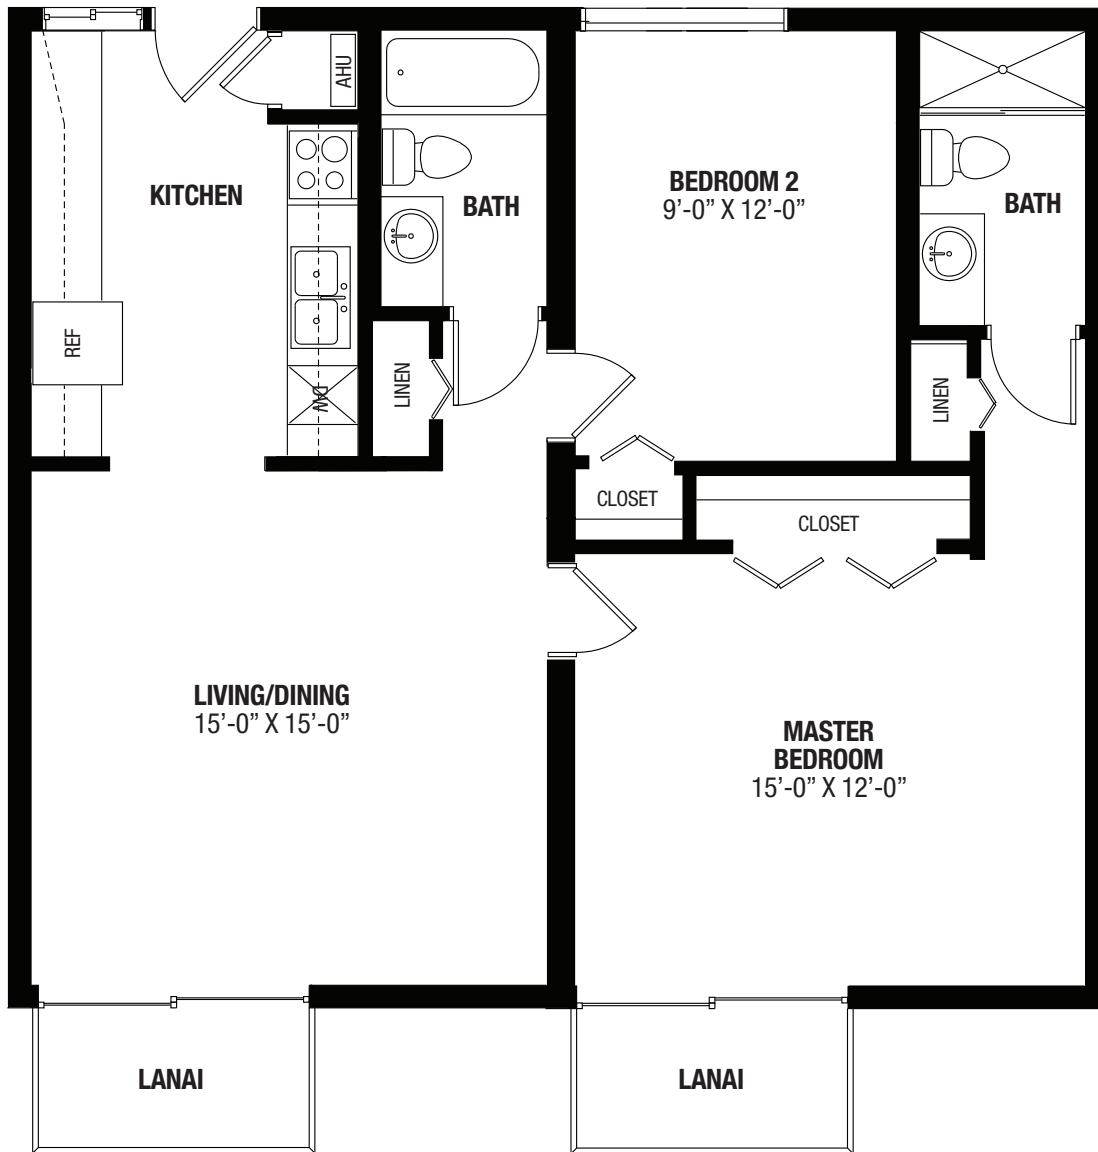 AHU
KITCHEN
BATH
BEDROOM 2
9’-0” X 12’-0”
BATH
REF
LINEN
DW
LINEN
CLOSET
CLOSET
LIVING/DINING
15’-0” X 15’-0”
MASTER
BEDROOM
15’-0” X 12’-0”
LANAI
LANAI